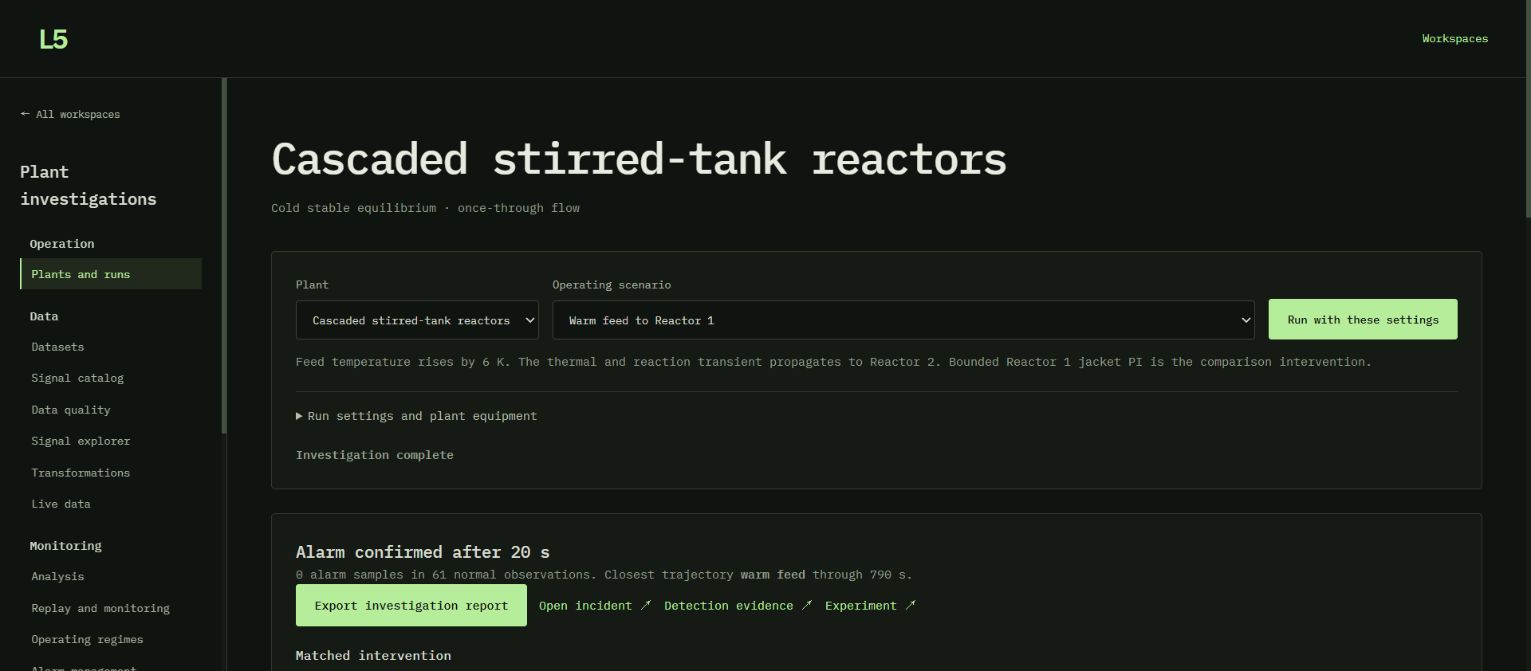 L5
Workspaces
← All workspaces
Plant
investigations
Operation
Plants and runs
Data
Datasets
Signal catalog
Data quality
Signal explorer
Transformations
Live data
Monitoring
Analysis
Replay and monitoring
Operating regimes
Alarm management
Cascaded stirred-tank reactors
Cold stable equilibrium · once-through flow
Plant
Operating scenario
Cascaded stirred-tank reactors
Warm feed to Reactor 1
Run with these settings
Feed temperature rises by 6 K. The thermal and reaction transient propagates to Reactor 2. Bounded Reactor 1 jacket PI is the comparison intervention.
▶ Run settings and plant equipment
Investigation complete
Alarm confirmed after 20 s
0 alarm samples in 61 normal observations. Closest trajectory warm feed through 790 s.
Export investigation report
Open incident ↗
Detection evidence ↗
Experiment ↗
Matched intervention